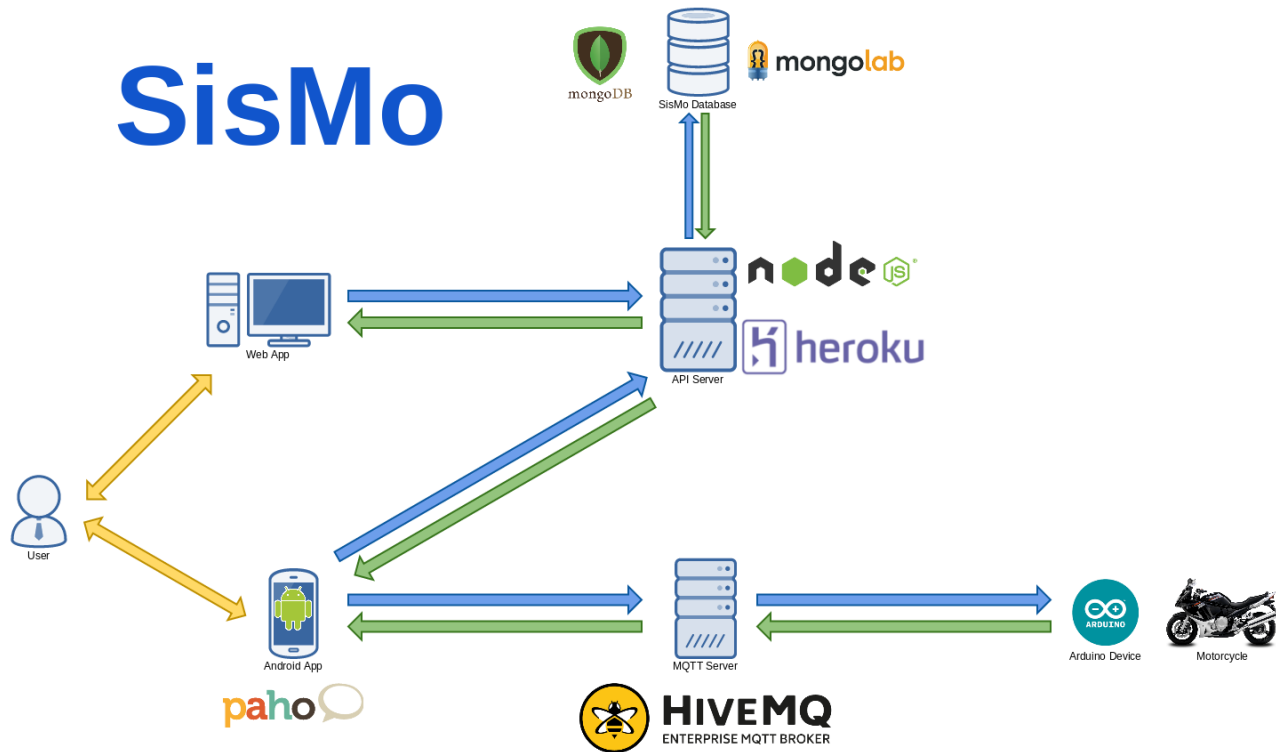 SisMo
mongoDB
mongolab
SisMo Database
node
JS
heroku
API Server
Web App
User
Android App
paho
MQTT Server
HIVEMQ
ENTERPRISE MQTT BROKER
ARDUINO
Arduino Device
Motorcycle